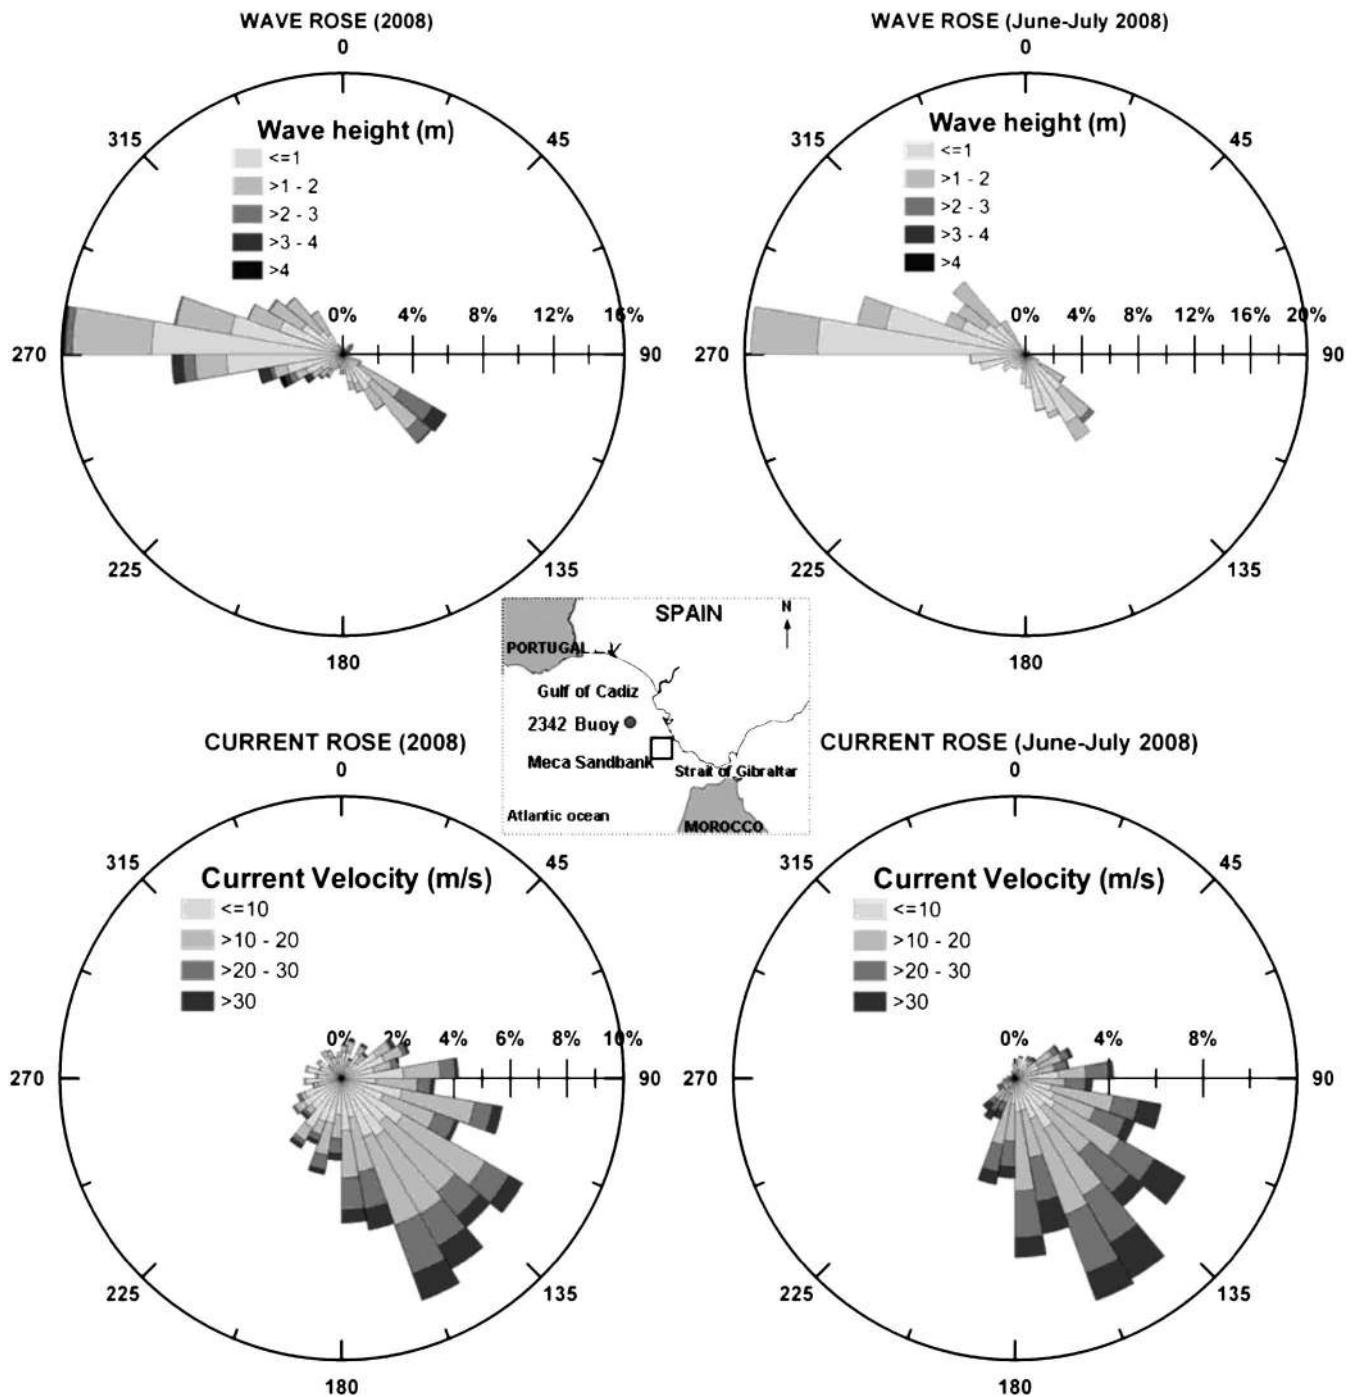 WAVE ROSE (2008)
0
315
45
Wave height (m)
<=1
>1 - 2
>2 - 3
>3 - 4
>4
0% 4% 8% 12% 16%
270
90
225
135
180
WAVE ROSE (June-July 2008)
0
315
45
Wave height (m)
<=1
>1 - 2
>2 - 3
>3 - 4
>4
0% 4% 8% 12% 16% 20%
270
90
225
135
180
SPAIN
N
PORTUGAL
Gulf of Cadiz
2342 Buoy
Meca Sandbank
Strait of Gibraltar
Atlantic ocean
MOROCCO
CURRENT ROSE (2008)
0
315
45
Current Velocity (m/s)
<=10
>10 - 20
>20 - 30
>30
0% 2% 4% 6% 8% 10%
270
90
225
135
180
CURRENT ROSE (June-July 2008)
0
315
45
Current Velocity (m/s)
<=10
>10 - 20
>20 - 30
>30
0% 4% 8%
270
90
225
135
180